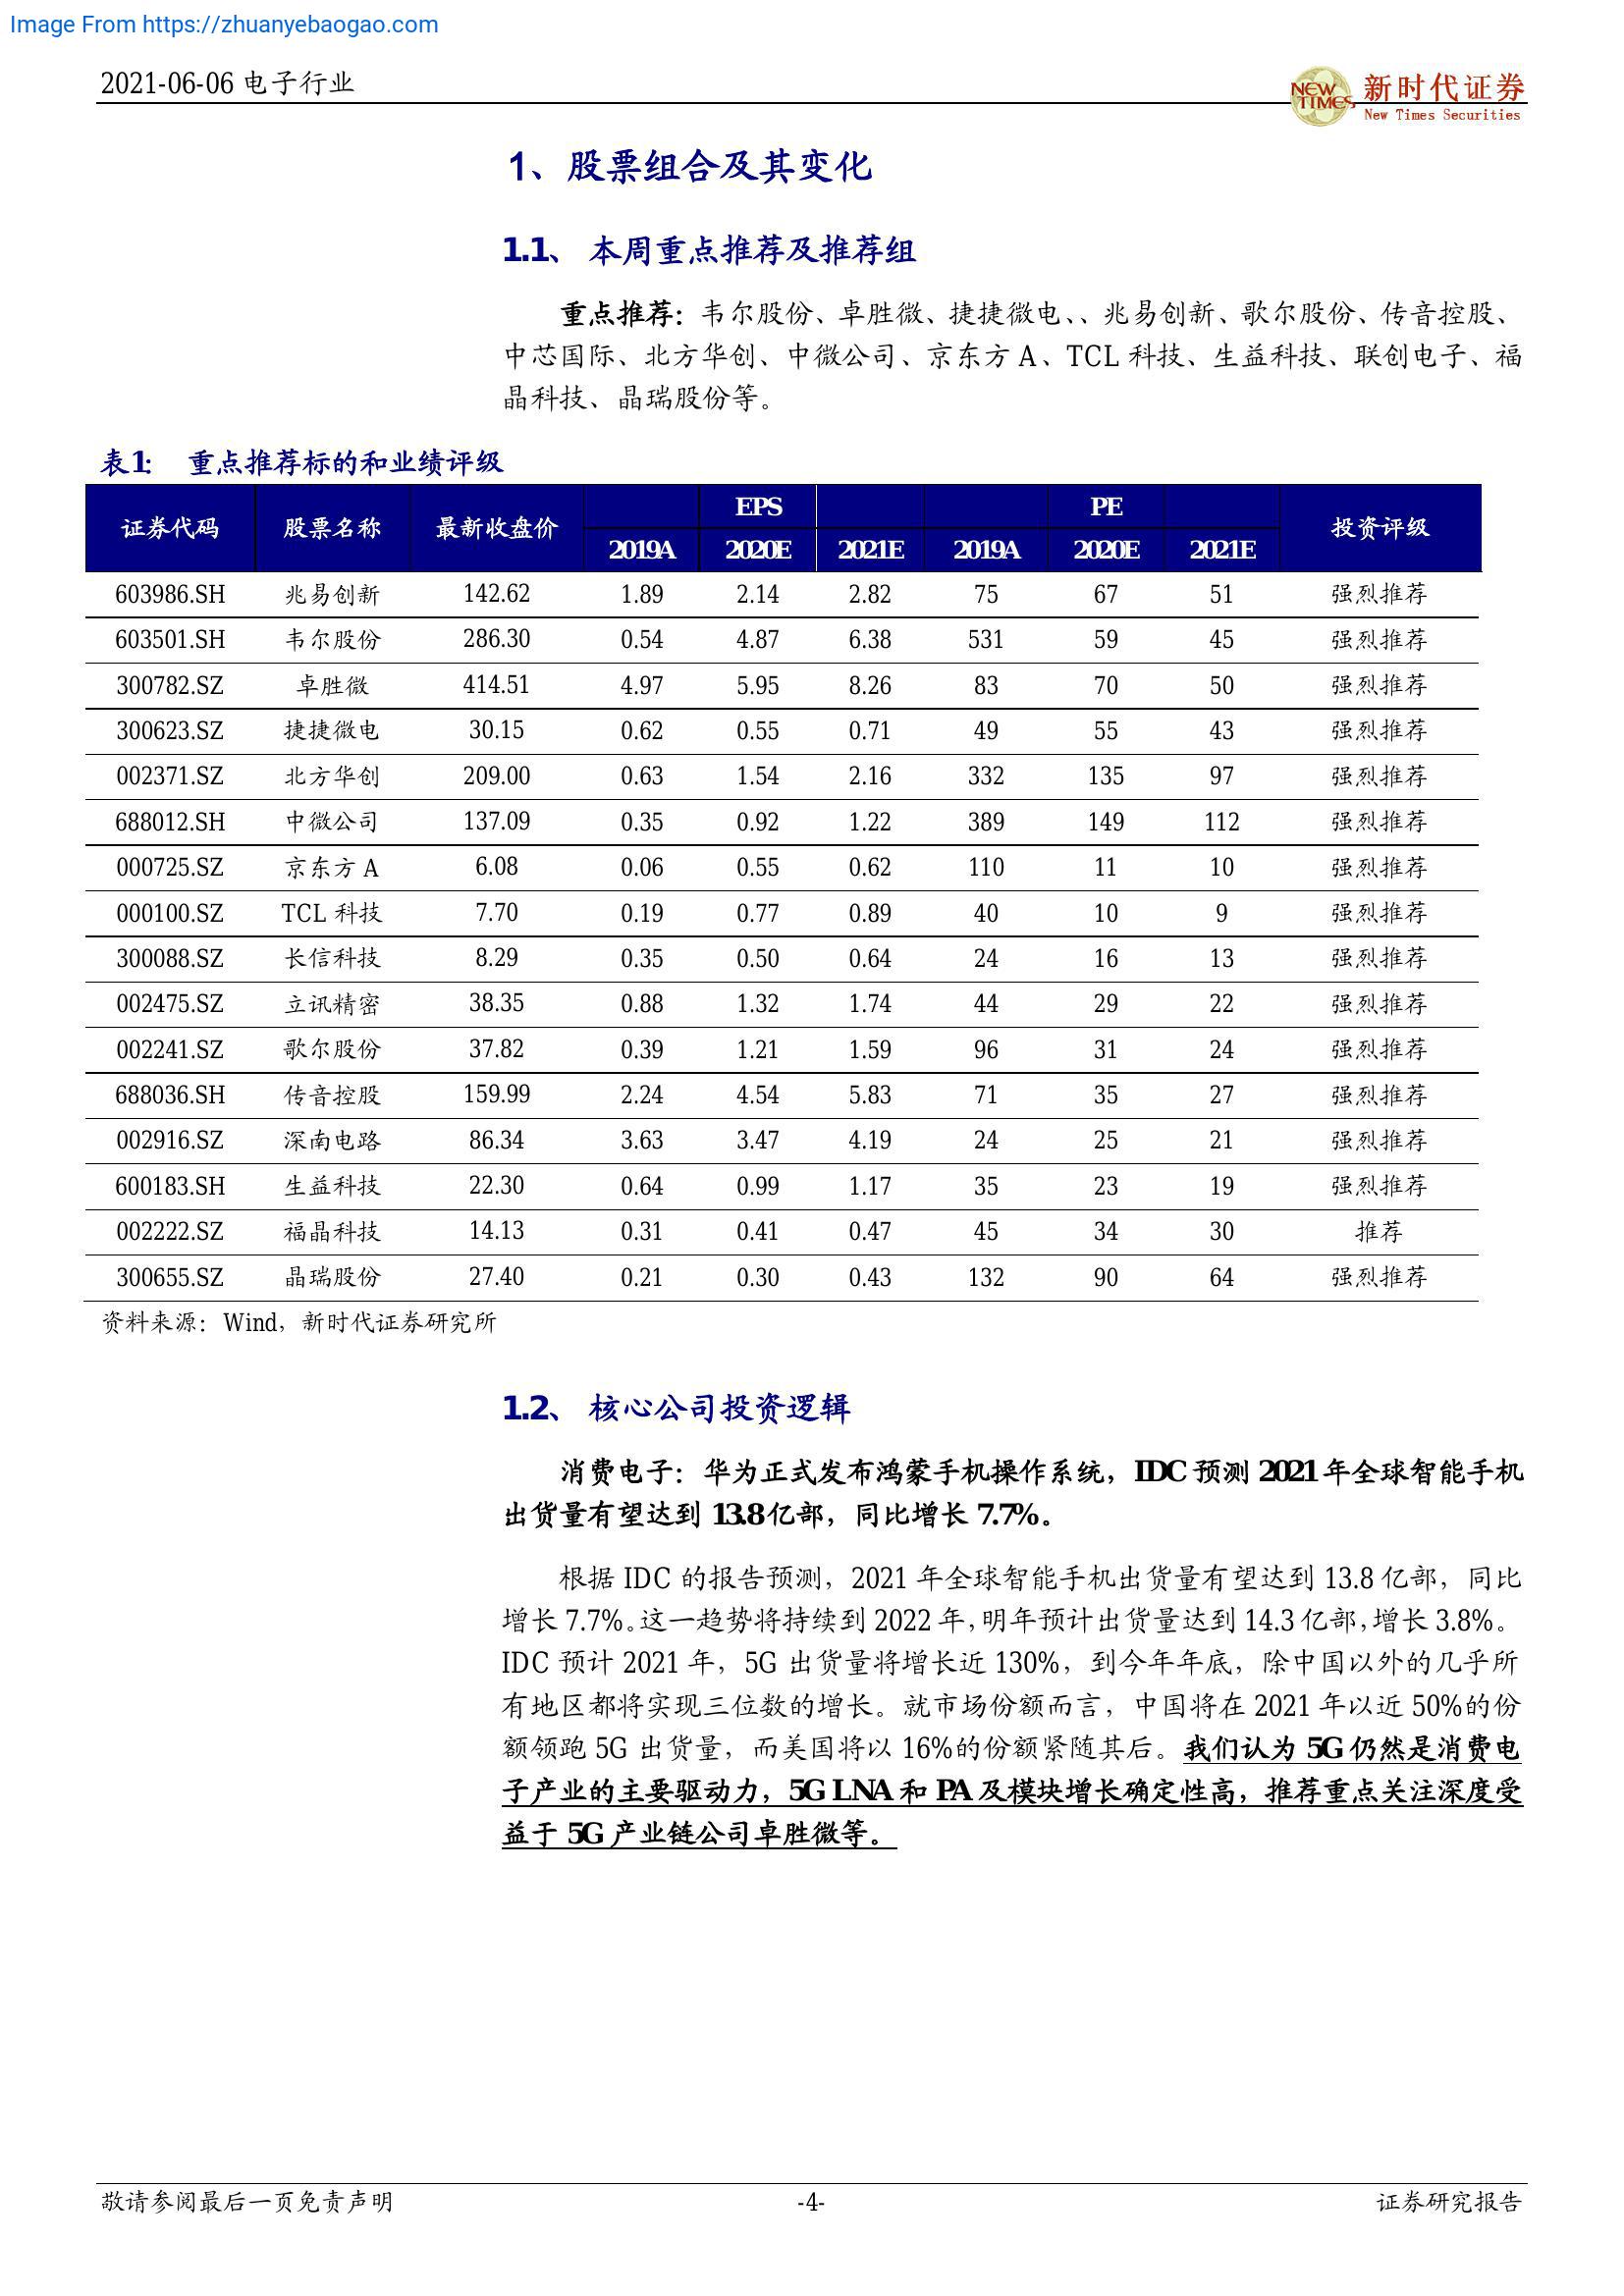 Image From https://zhuanyebaogao.com
2021-06-06 电子行业
NEW TIMES 新时代证券
New Times Securities
1、股票组合及其变化
1.1、 本周重点推荐及推荐组
重点推荐：韦尔股份、卓胜微、捷捷微电、、兆易创新、歌尔股份、传音控股、
中芯国际、北方华创、中微公司、京东方 A、TCL 科技、生益科技、联创电子、福
晶科技、晶瑞股份等。
表1： 重点推荐标的和业绩评级
证券代码 股票名称 最新收盘价 EPS PE 投资评级
2019A 2020E 2021E 2019A 2020E 2021E
603986.SH 兆易创新 142.62 1.89 2.14 2.82 75 67 51 强烈推荐
603501.SH 韦尔股份 286.30 0.54 4.87 6.38 531 59 45 强烈推荐
300782.SZ 卓胜微 414.51 4.97 5.95 8.26 83 70 50 强烈推荐
300623.SZ 捷捷微电 30.15 0.62 0.55 0.71 49 55 43 强烈推荐
002371.SZ 北方华创 209.00 0.63 1.54 2.16 332 135 97 强烈推荐
688012.SH 中微公司 137.09 0.35 0.92 1.22 389 149 112 强烈推荐
000725.SZ 京东方 A 6.08 0.06 0.55 0.62 110 11 10 强烈推荐
000100.SZ TCL 科技 7.70 0.19 0.77 0.89 40 10 9 强烈推荐
300088.SZ 长信科技 8.29 0.35 0.50 0.64 24 16 13 强烈推荐
002475.SZ 立讯精密 38.35 0.88 1.32 1.74 44 29 22 强烈推荐
002241.SZ 歌尔股份 37.82 0.39 1.21 1.59 96 31 24 强烈推荐
688036.SH 传音控股 159.99 2.24 4.54 5.83 71 35 27 强烈推荐
002916.SZ 深南电路 86.34 3.63 3.47 4.19 24 25 21 强烈推荐
600183.SH 生益科技 22.30 0.64 0.99 1.17 35 23 19 强烈推荐
002222.SZ 福晶科技 14.13 0.31 0.41 0.47 45 34 30 推荐
300655.SZ 晶瑞股份 27.40 0.21 0.30 0.43 132 90 64 强烈推荐
资料来源：Wind，新时代证券研究所
1.2、 核心公司投资逻辑
消费电子：华为正式发布鸿蒙手机操作系统，IDC 预测 2021 年全球智能手机
出货量有望达到 13.8 亿部，同比增长 7.7%。
根据 IDC 的报告预测，2021 年全球智能手机出货量有望达到 13.8 亿部，同比
增长 7.7%。这一趋势将持续到 2022 年，明年预计出货量达到 14.3 亿部，增长 3.8%。
IDC 预计 2021 年，5G 出货量将增长近 130%，到今年年底，除中国以外的几乎所
有地区都将实现三位数的增长。就市场份额而言，中国将在 2021 年以近 50%的份
额领跑 5G 出货量，而美国将以 16%的份额紧随其后。我们认为 5G 仍然是消费电
子产业的主要驱动力，5G LNA 和 PA 及模块增长确定性高，推荐重点关注深度受
益于 5G 产业链公司卓胜微等。
敬请参阅最后一页免责声明 -4- 证券研究报告